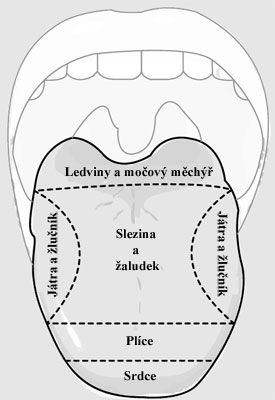 Ledviny a močový měchýř
Játra a žlučník
Slezina
a
žaludek
Játra a žlučník
Plíce
Srdce